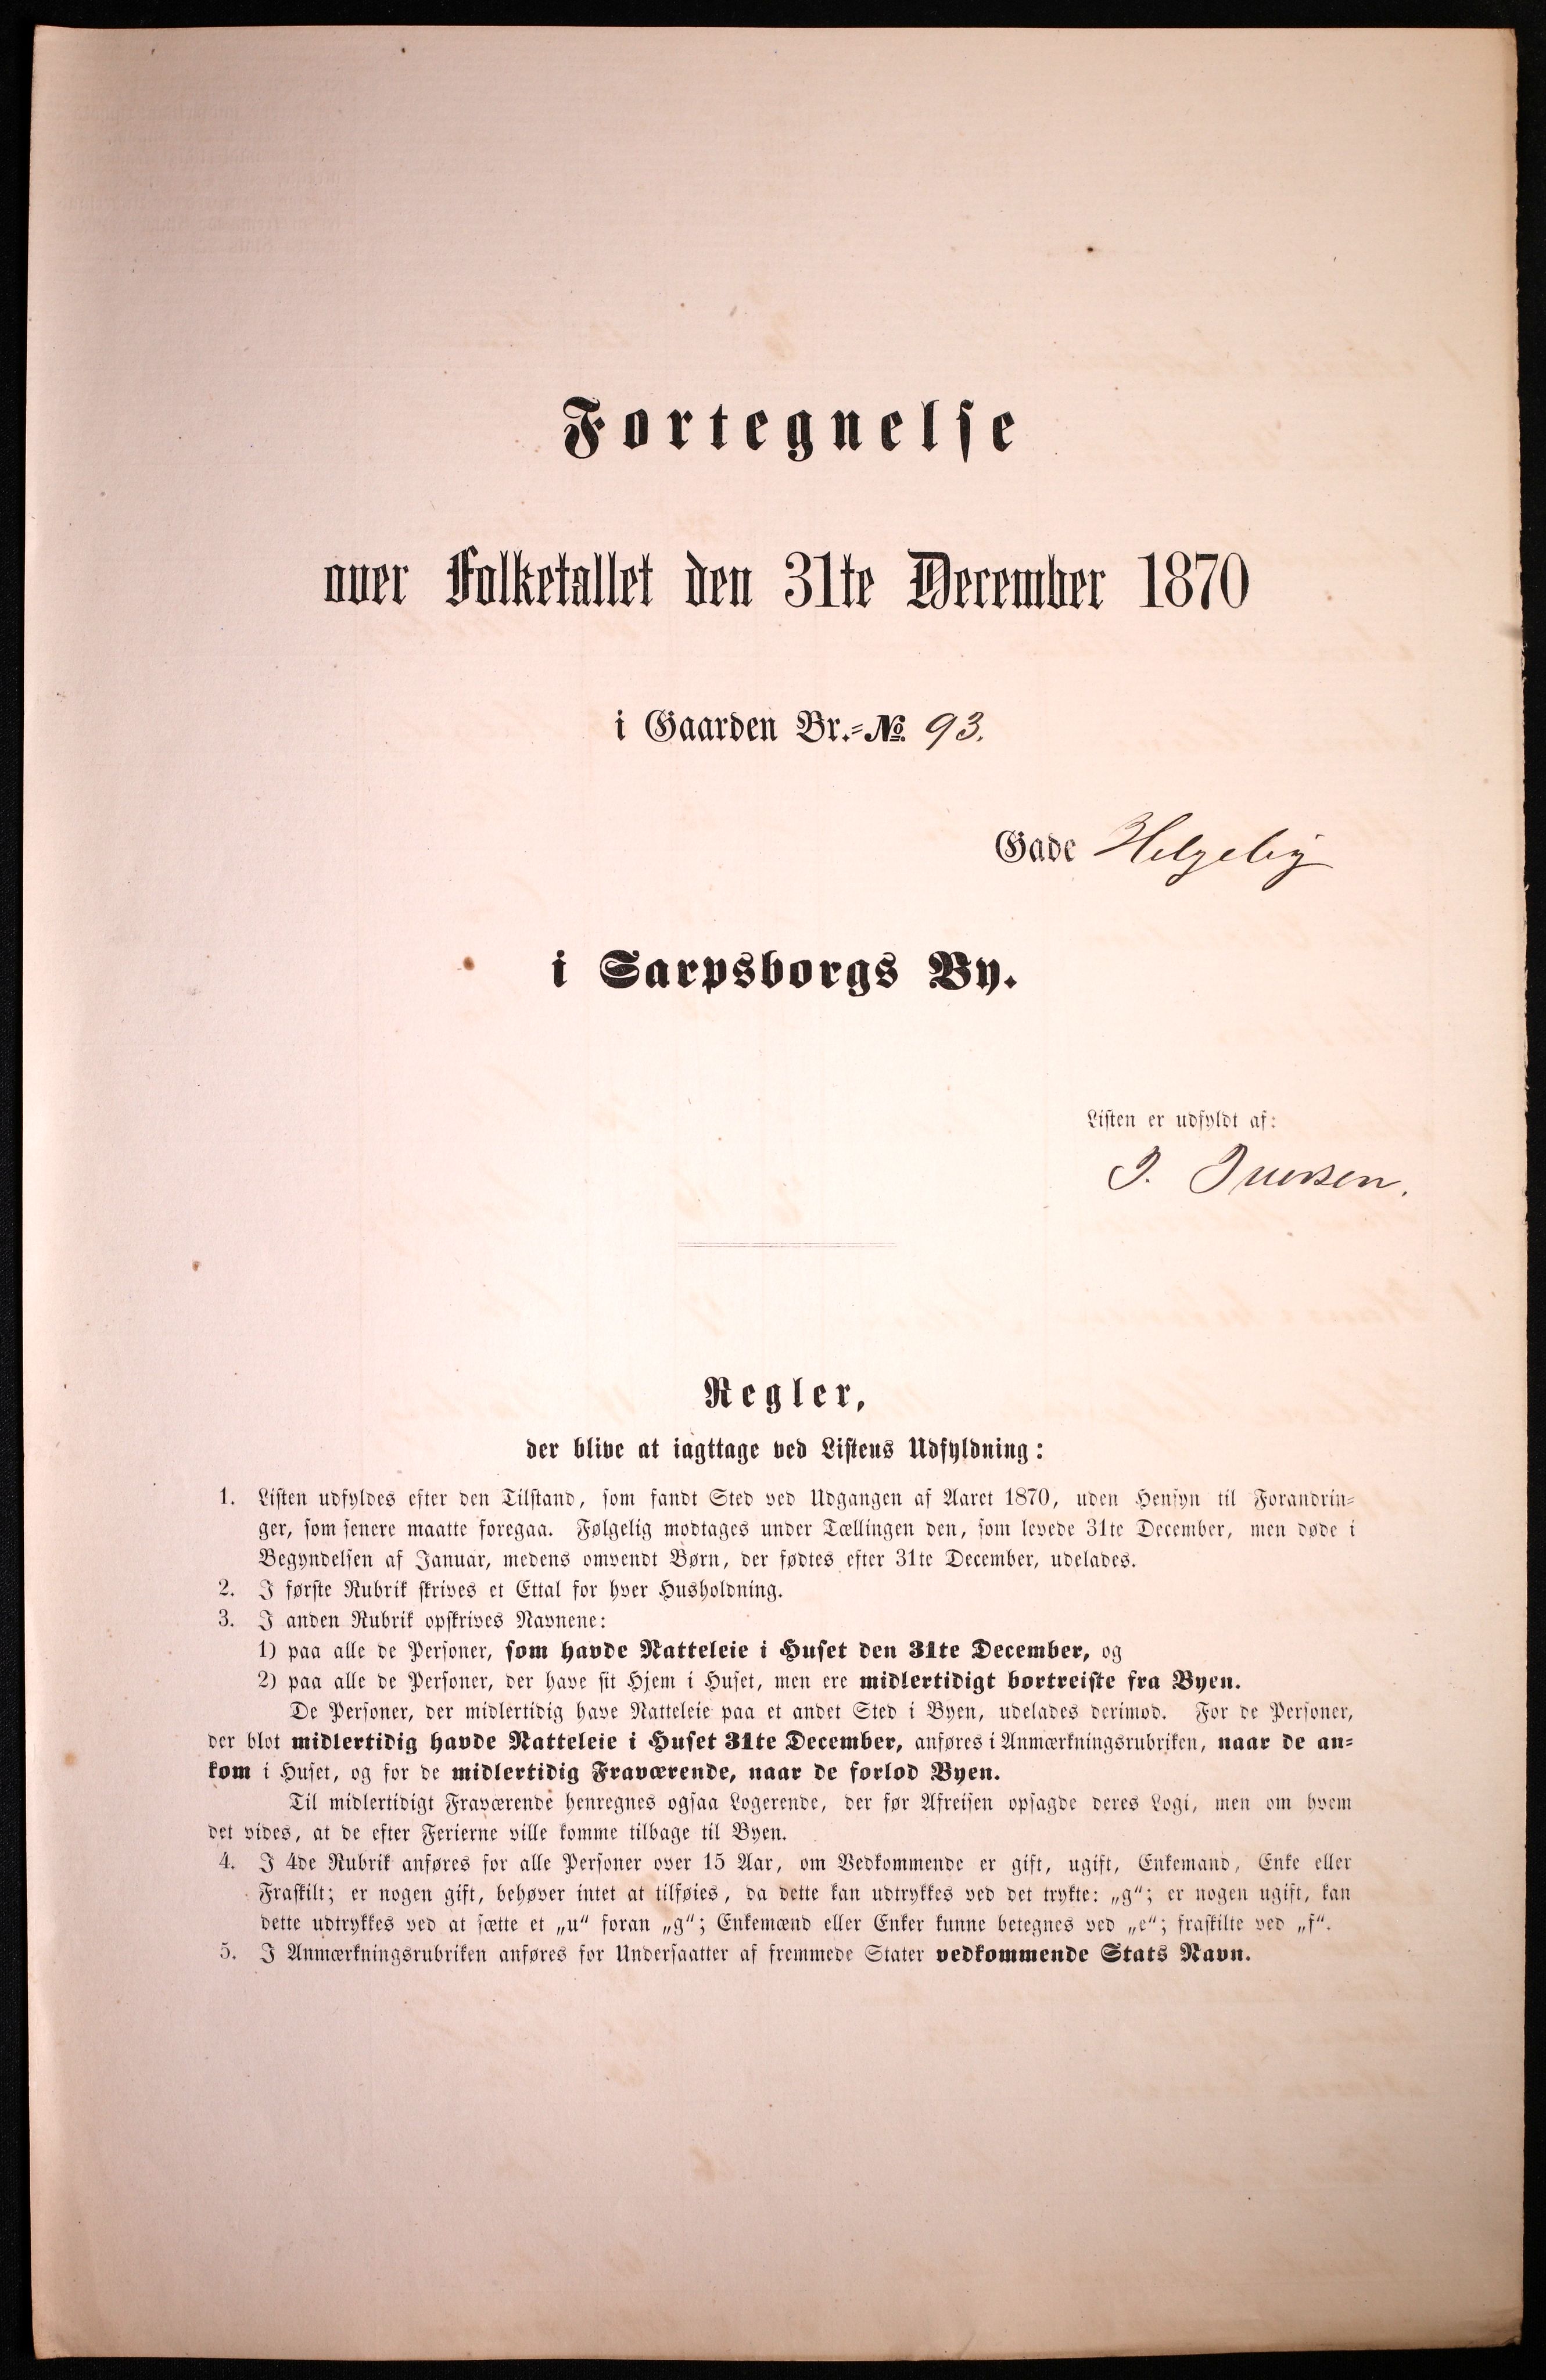 Fortegnelse
over Folketallet den 31te December 1870
i Gaarden Br.=No. 93.
Gade Helgeby
i Sarpsborgs By.
Listen er udfyldt af:
I. Iversen.
Regler,
der blive at iagttage ved Listens Udfyldning:
1. Listen udfyldes efter den Tilstand, som fandt Sted ved Udgangen af Aaret 1870, uden Hensyn til Forandrin=
ger, som senere maatte foregaa. Følgelig modtages under Tællingen den, som levede 31te December, men døde i
Begyndelsen af Januar, medens omvendt Børn, der fødtes efter 31te December, udelades.
2. I første Rubrik skrives et Ettal for hver Husholdning.
3. I anden Rubrik opskrives Navnene:
1) paa alle de Personer, som havde Natteleie i Huset den 31te December, og
2) paa alle de Personer, der have sit Hjem i Huset, men ere midlertidigt bortreiste fra Byen.
De Personer, der midlertidig have Natteleie paa et andet Sted i Byen, udelades derimod. For de Personer,
der blot midlertidig havde Natteleie i Huset 31te December, anføres i Anmærkningsrubriken, naar de an=
kom i Huset, og for de midlertidig Fraværende, naar de forlod Byen.
Til midlertidigt Fraværende henregnes ogsaa Logerende, der før Afreisen opsagde deres Logi, men om hvem
det vides, at de efter Ferierne ville komme tilbage til Byen.
4. I 4de Rubrik anføres for alle Personer over 15 Aar, om Vedkommende er gift, ugift, Enkemand, Enke eller
Fraskilt; er nogen gift, behøver intet at tilføies, da dette kan udtrykkes ved det trykte: „g“; er nogen ugift, kan
dette udtrykkes ved at sætte et „u“ foran „g“; Enkemænd eller Enker kunne betegnes ved „e“; fraskilte ved „f“.
5. I Anmærkningsrubriken anføres for Undersaatter af fremmede Stater vedkommende Stats Navn.